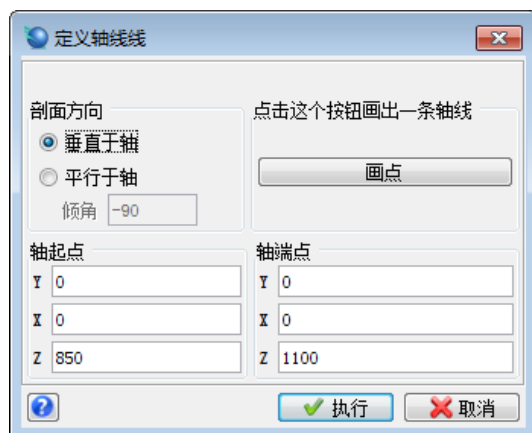 定义轴线线
剖面方向
点击这个按钮画出一条轴线
垂直于轴
画点
平行于轴
倾角 -90
轴起点
轴端点
Y 0
Y 0
X 0
X 0
Z 850
Z 1100
? 执行 取消